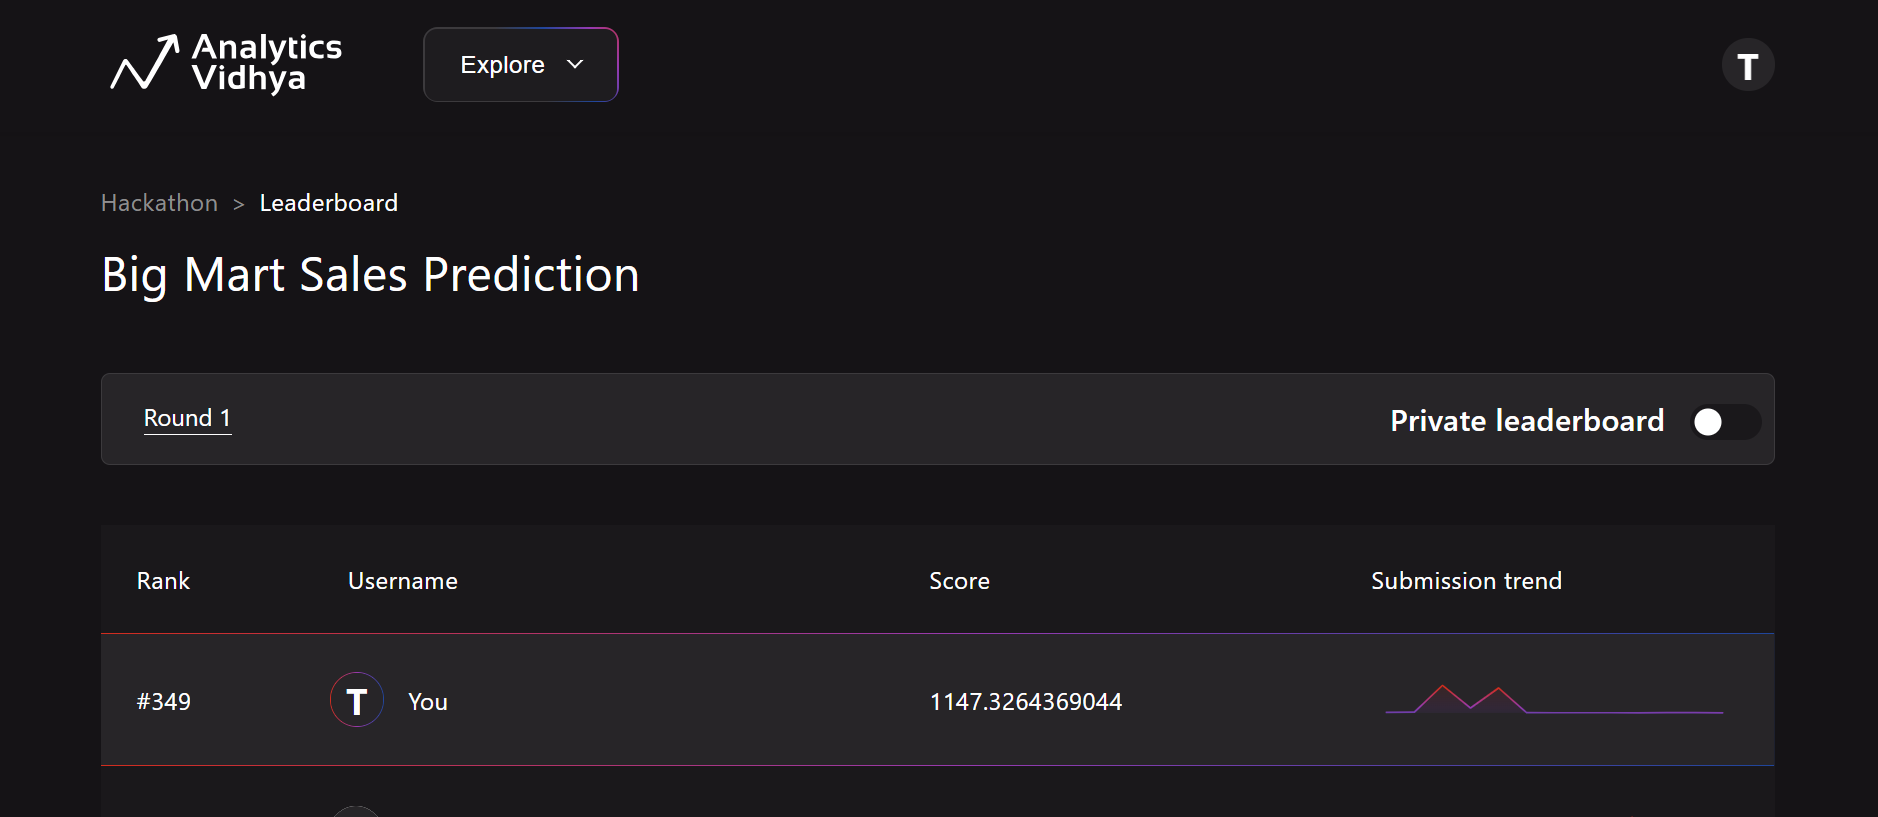 Analytics
Vidhya
Explore
T
Hackathon > Leaderboard
Big Mart Sales Prediction
Round 1
Private leaderboard
Rank Username Score Submission trend
#349 T You 1147.3264369044